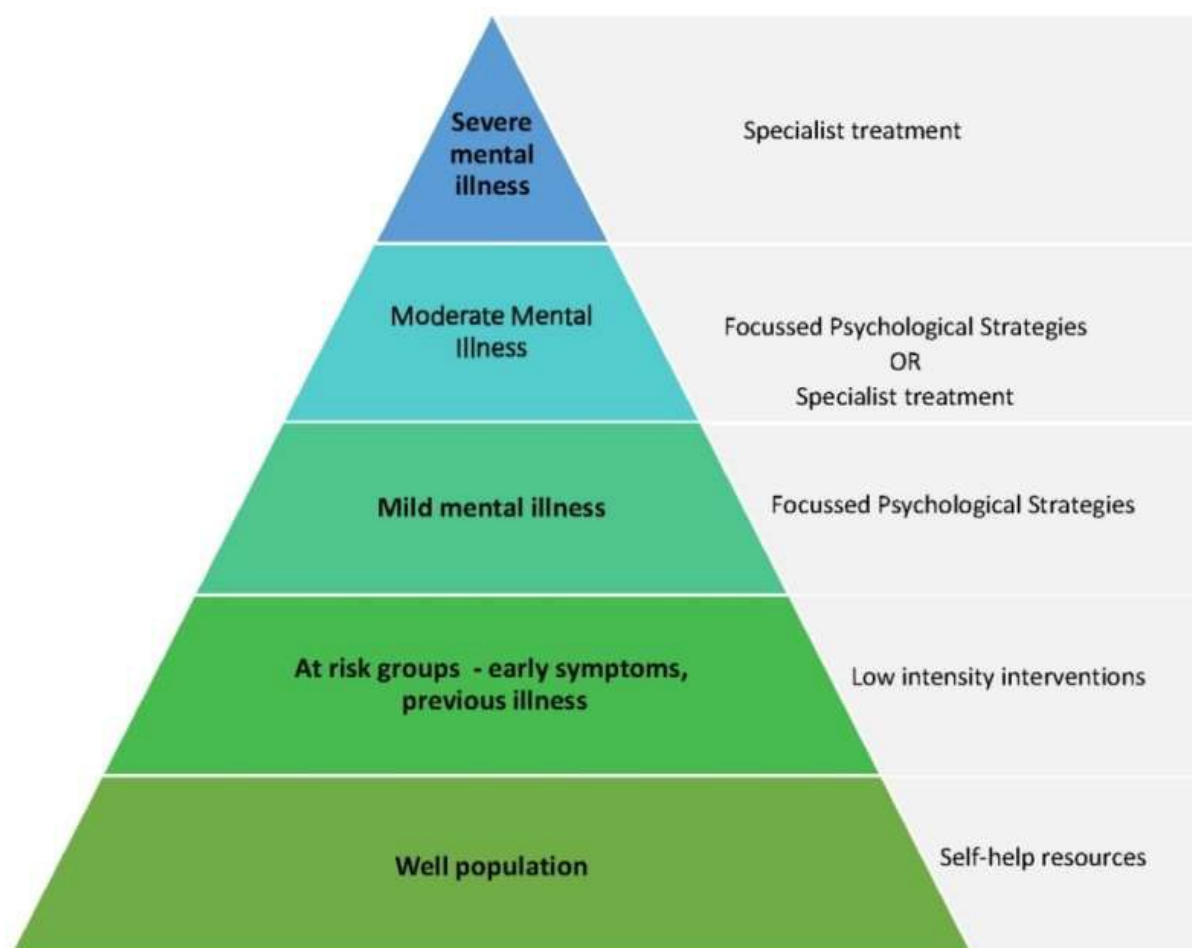 Severe
mental
illness
Specialist treatment
Moderate Mental
Illness
Focussed Psychological Strategies
OR
Specialist treatment
Mild mental illness
Focussed Psychological Strategies
At risk groups - early symptoms,
previous illness
Low intensity interventions
Well population
Self-help resources